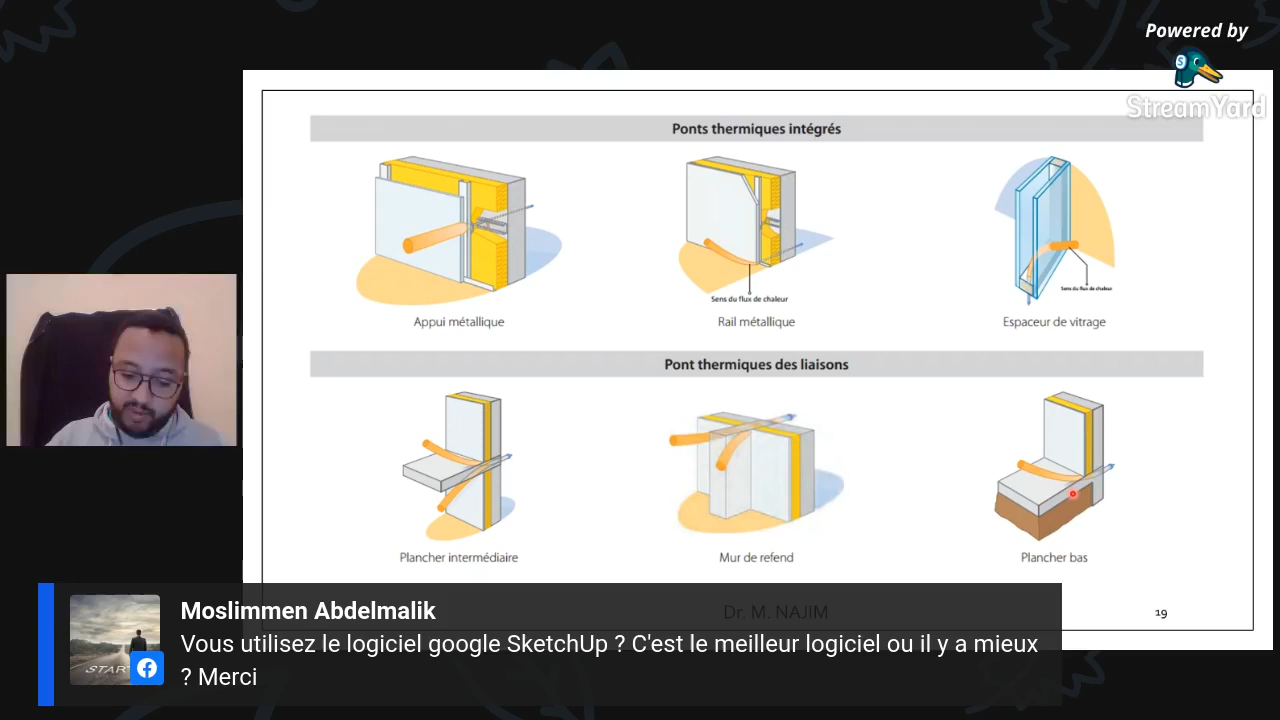 Powered by
StreamYard
Ponts thermiques intégrés
Sens du flux de chaleur
Sens du flux de chaleur
Appui métallique
Rail métallique
Espaceur de vitrage
Pont thermiques des liaisons
Plancher intermédiaire
Mur de refend
Plancher bas
Dr. M. NAJIM
19
START
Moslimmen Abdelmalik
Vous utilisez le logiciel google SketchUp ? C'est le meilleur logiciel ou il y a mieux
? Merci